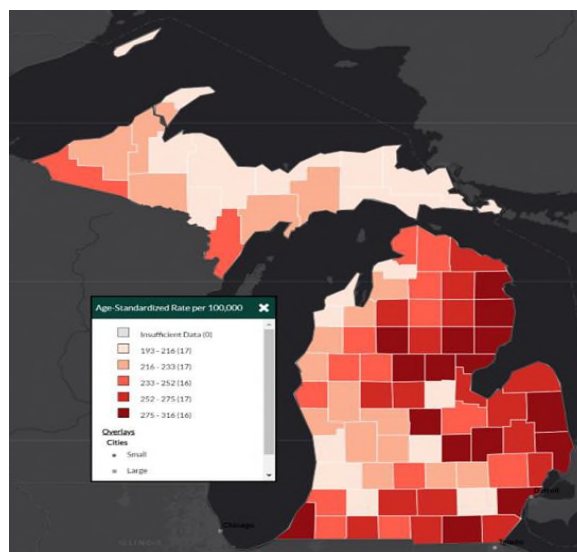 Age-Standardized Rate per 100,000
Insufficient Data (0)
193 - 216 (17)
216 - 233 (17)
233 - 252 (16)
252 - 275 (17)
275 - 316 (16)
Overlays
Cities
Small
Large
Chicago
ILLINOIS
Detroit
Toledo